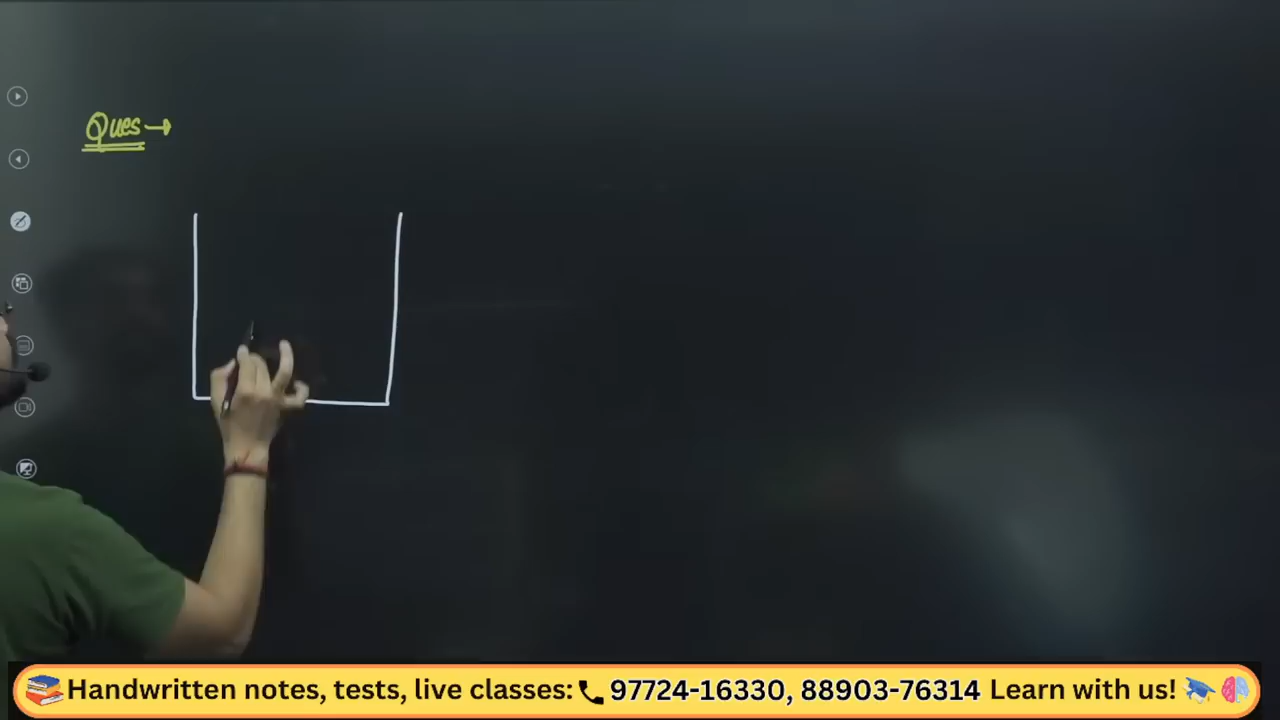 Ques →
📚Handwritten notes, tests, live classes: 📞97724-16330, 88903-76314 Learn with us! 🎓🧠